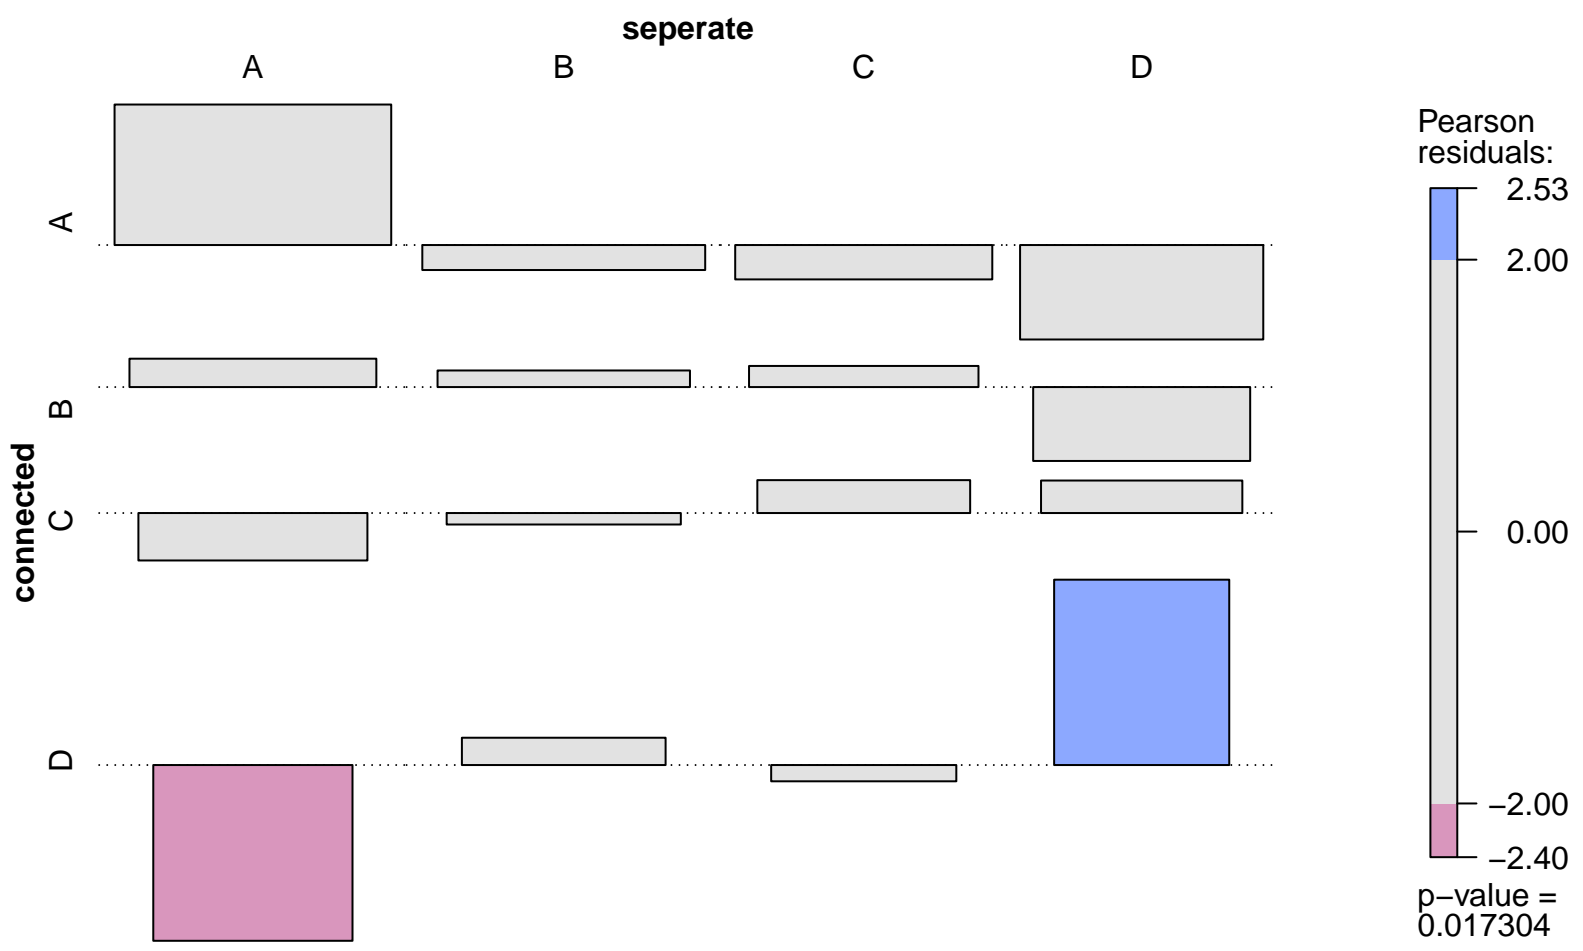 seperate
A B C D
A
B
C
D
connected
Pearson
residuals:
2.53
2.00
0.00
−2.00
−2.40
p−value =
0.017304